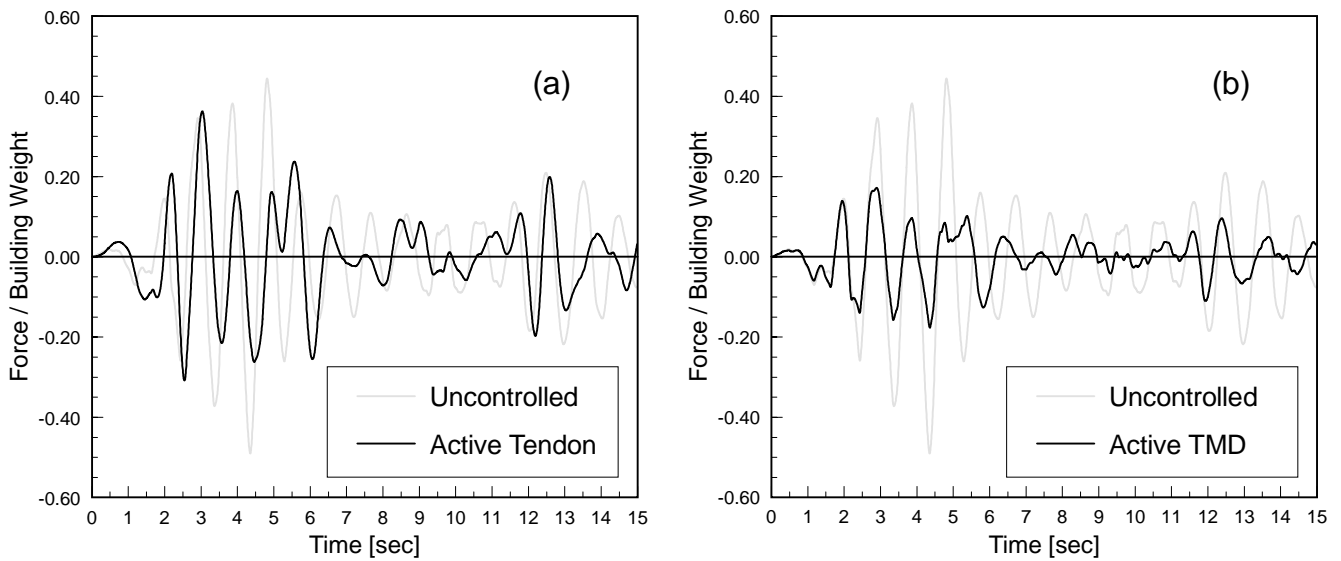 0.60
0.40
0.20
0.00
-0.20
-0.40
-0.60
Force / Building Weight
(a)
Uncontrolled
Active Tendon
0 1 2 3 4 5 6 7 8 9 10 11 12 13 14 15
Time [sec]
0.60
0.40
0.20
0.00
-0.20
-0.40
-0.60
Force / Building Weight
(b)
Uncontrolled
Active TMD
0 1 2 3 4 5 6 7 8 9 10 11 12 13 14 15
Time [sec]